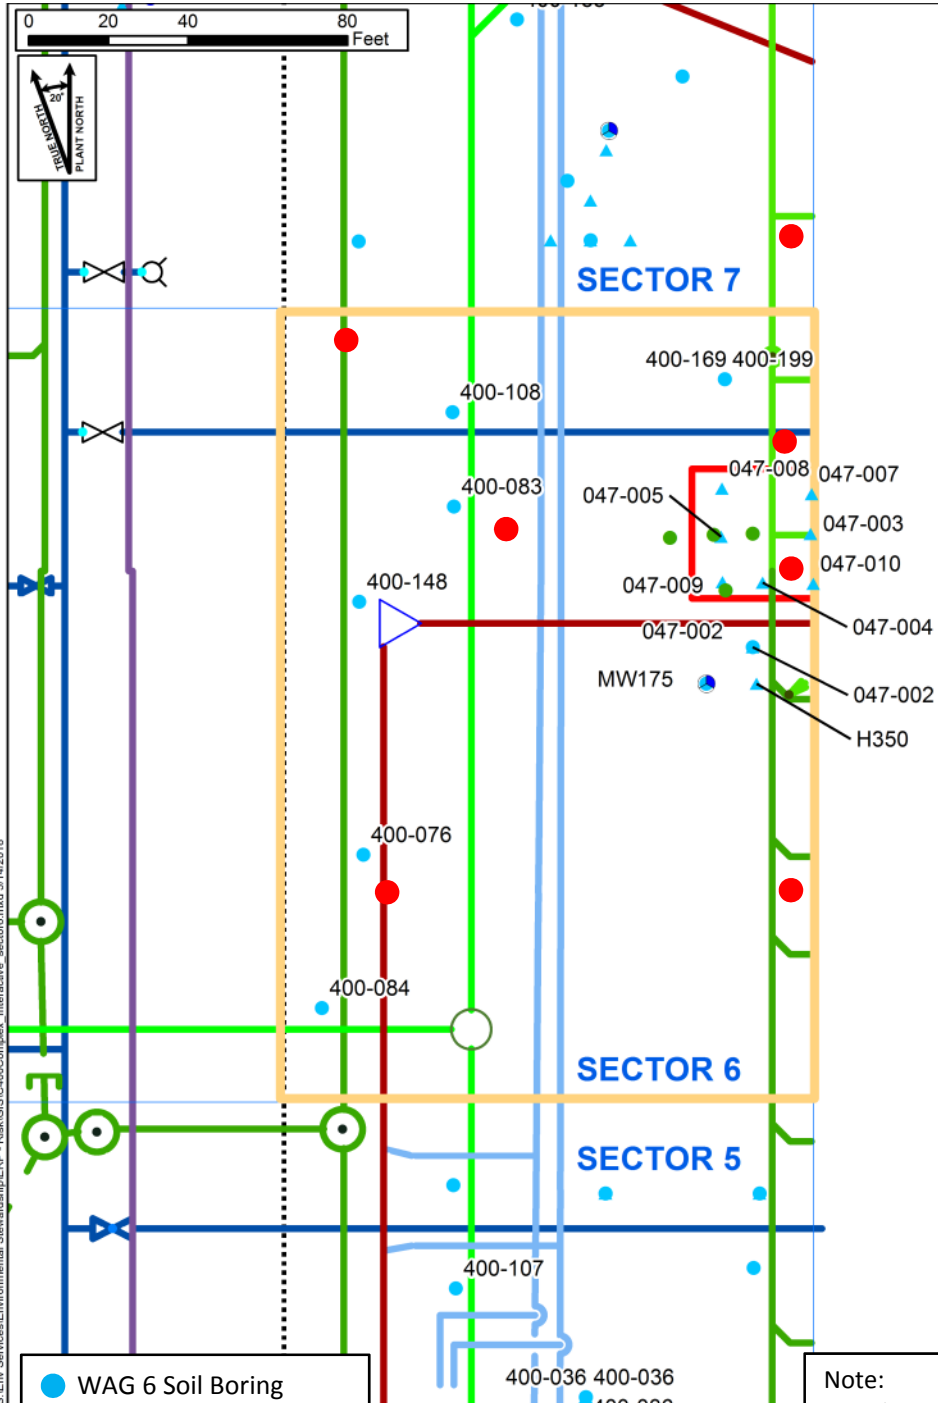 0 20 40 80
Feet
20°
TRUE NORTH
PLANT NORTH
SECTOR 7
400-169 400-199
400-108
047-008
047-007
400-083
047-005
047-003
047-010
400-148
047-009
047-004
047-002
MW175
047-002
H350
400-076
400-084
SECTOR 6
SECTOR 5
400-107
400-036 400-036
WAG 6 Soil Boring
Note: